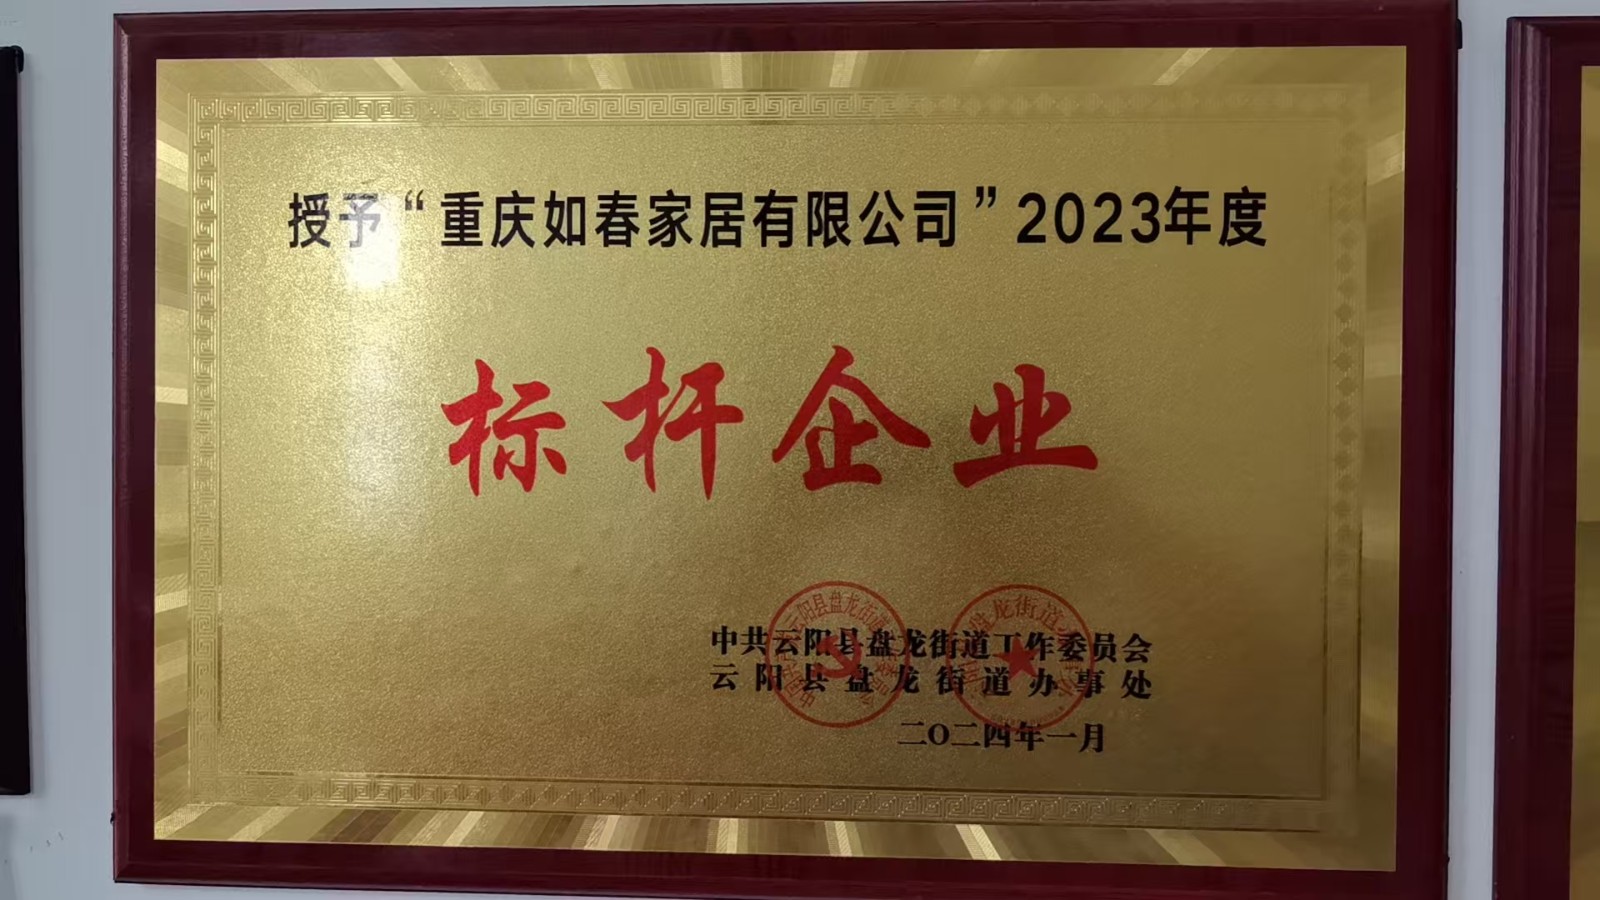 授予“重庆如春家居有限公司”2023年度
标杆企业
中共云阳县盘龙街道工作委员会
云阳县盘龙街道办事处
二〇二四年一月